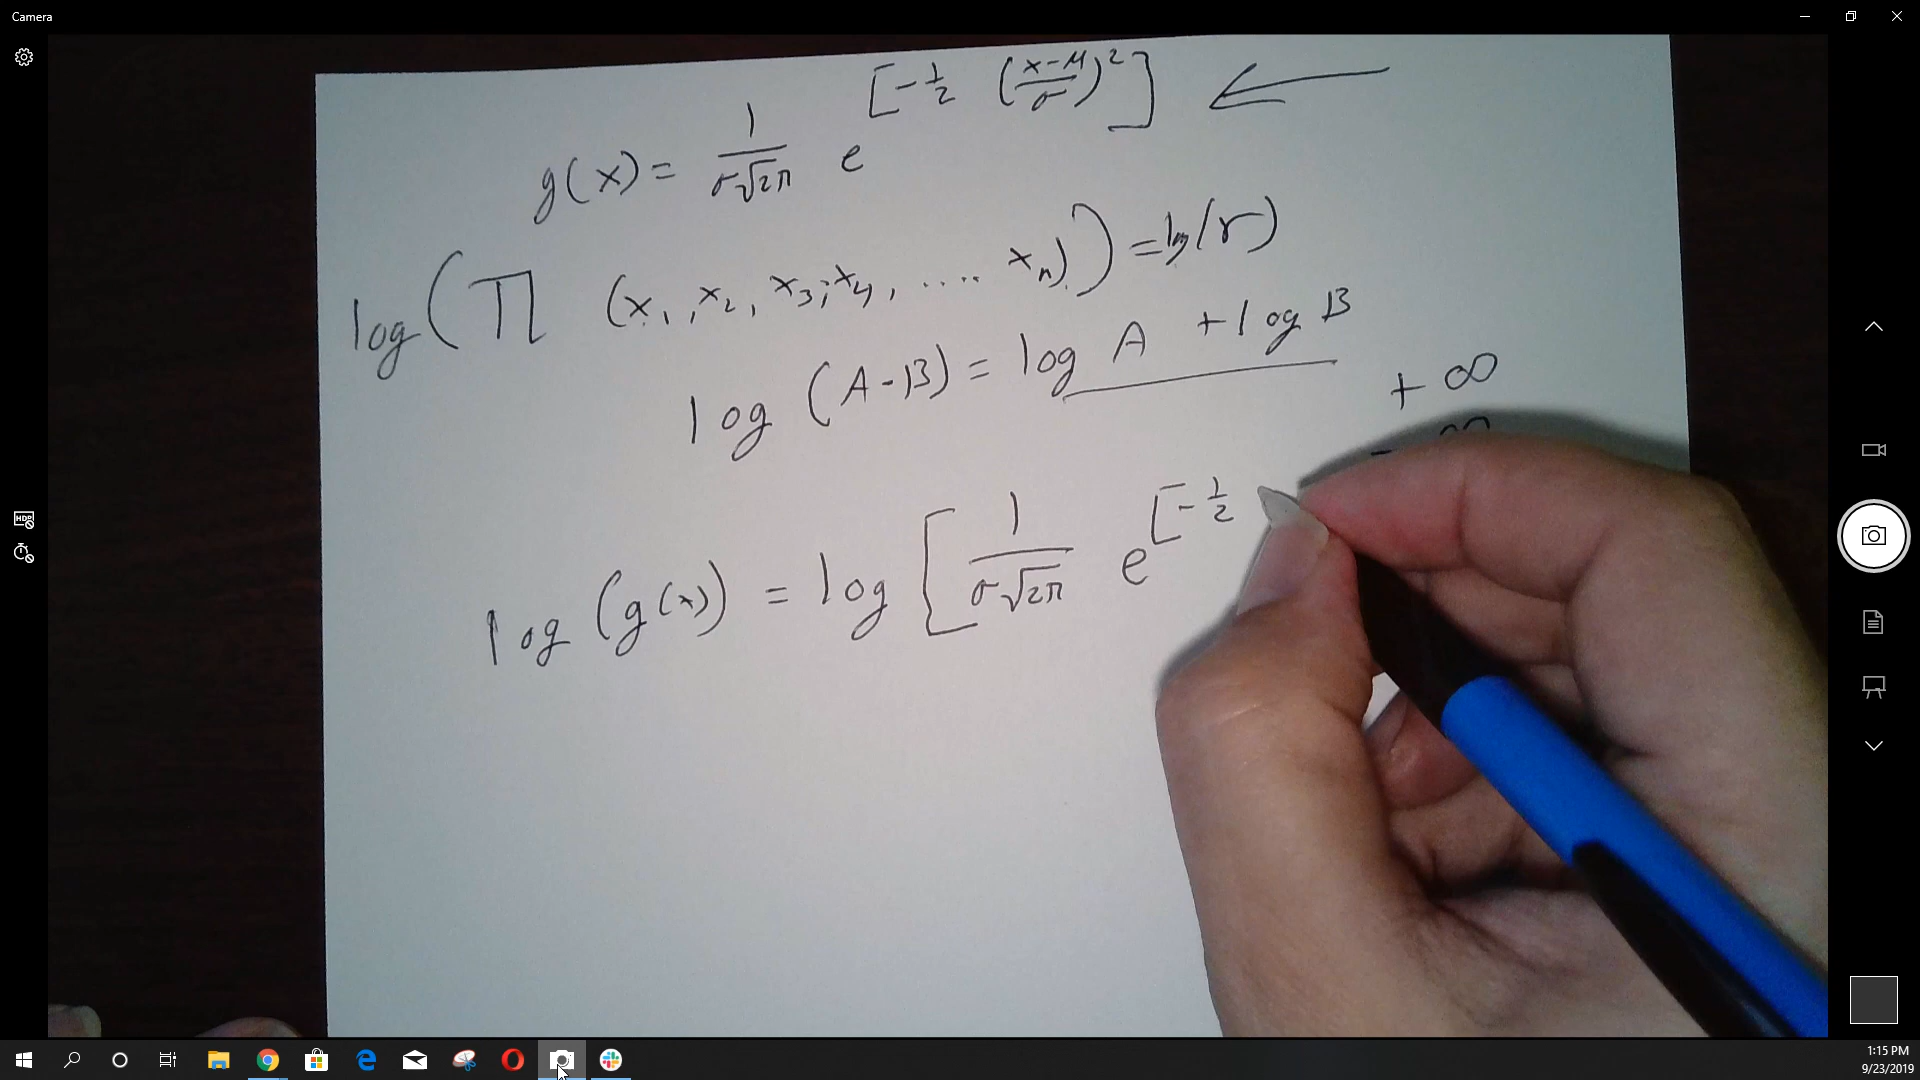 Camera
g(x) = 1/(σ√2π) e^[-1/2 ((x-μ)/σ)²]
log(∏ (x₁, x₂, x₃, x₄, .... xₙ)) = log(r)
log (A·B) = log A + log B
+ ∞
- ∞
log (g(x)) = log [1/(σ√2π) e^[-1/2
HDR
1:15 PM
9/23/2019